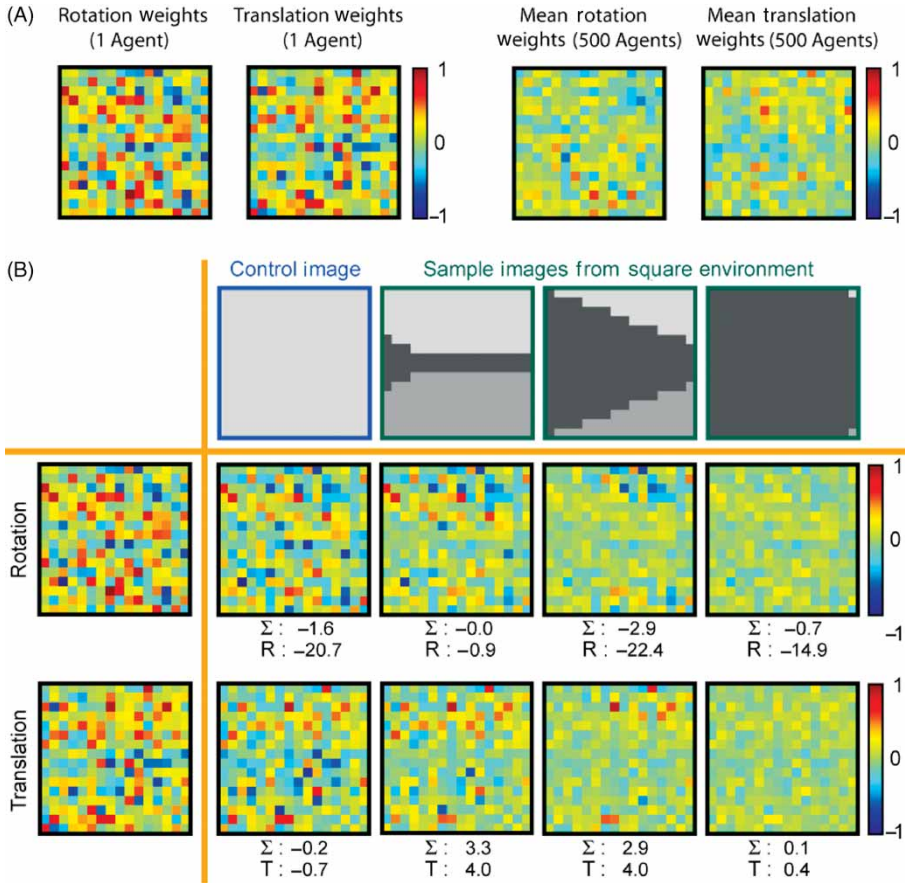 (A)
Rotation weights
(1 Agent)
Translation weights
(1 Agent)
Mean rotation
weights (500 Agents)
Mean translation
weights (500 Agents)
1
0
–1
1
0
–1
(B)
Control image
Sample images from square environment
Rotation
Σ : –1.6
R : –20.7
Σ : –0.0
R : –0.9
Σ : –2.9
R : –22.4
Σ : –0.7
R : –14.9
1
0
–1
Translation
Σ : –0.2
T : –0.7
Σ : 3.3
T : 4.0
Σ : 2.9
T : 4.0
Σ : 0.1
T : 0.4
1
0
–1